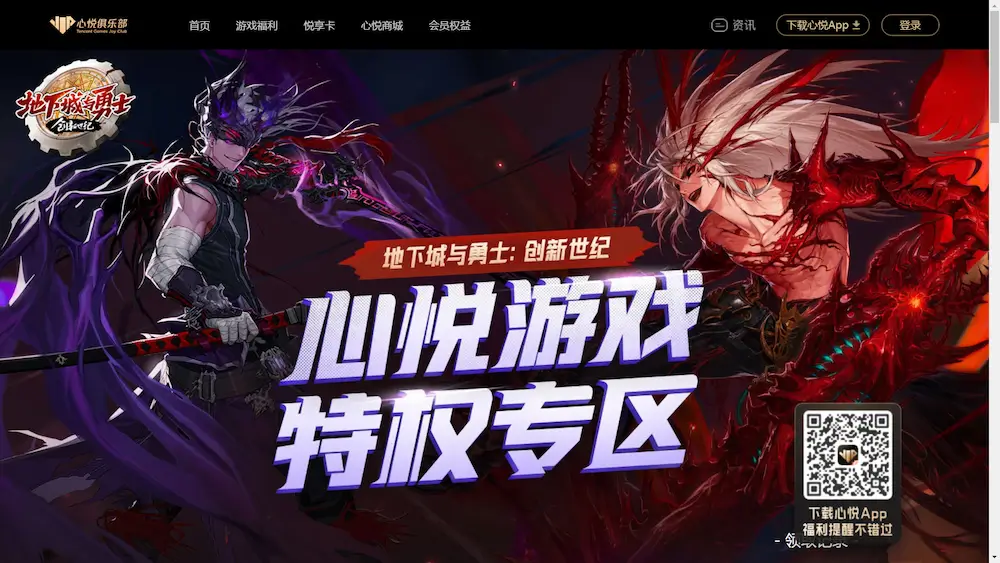 心悦俱乐部
Tencent Games Joy Club
首页
游戏福利
悦享卡
心悦商城
会员权益
资讯
下载心悦App
登录
地下城与勇士
创新世纪
地下城与勇士: 创新世纪
心悦游戏
特权专区
下载心悦App
福利提醒不错过
- 领取记录